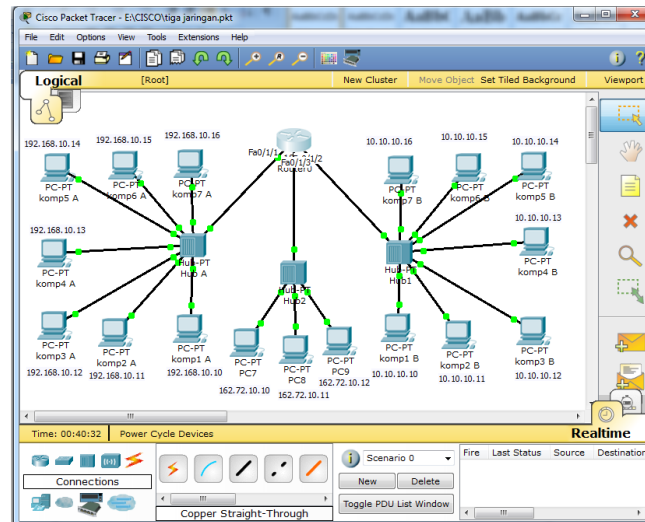 Cisco Packet Tracer - E:\CISCO\tiga jaringan.pkt
File Edit Options View Tools Extensions Help
Logical [Root] New Cluster Move Object Set Tiled Background Viewport
192.168.10.14
192.168.10.15
192.168.10.16
10.10.10.16
10.10.10.15
10.10.10.14
Fa0/1/1
Fa0/1/3
1/2
Router0
PC-PT
komp5 A
PC-PT
komp6 A
PC-PT
komp7 A
PC-PT
komp7 B
PC-PT
komp6 B
PC-PT
komp5 B
192.168.10.13
10.10.10.13
PC-PT
komp4 A
Hub-PT
Hub A
Hub-PT
Hub2
Hub-PT
Hub1
PC-PT
komp4 B
PC-PT
komp3 A
PC-PT
komp2 A
PC-PT
komp1 A
PC-PT
PC7
PC-PT
PC8
PC-PT
PC9
PC-PT
komp1 B
PC-PT
komp2 B
PC-PT
komp3 B
192.168.10.12
192.168.10.11
192.168.10.10
162.72.10.10
162.72.10.11
162.72.10.12
10.10.10.10
10.10.10.11
10.10.10.12
Time: 00:40:32 Power Cycle Devices Realtime
Scenario 0
Fire Last Status Source Destination
New Delete
Connections
Toggle PDU List Window
Copper Straight-Through